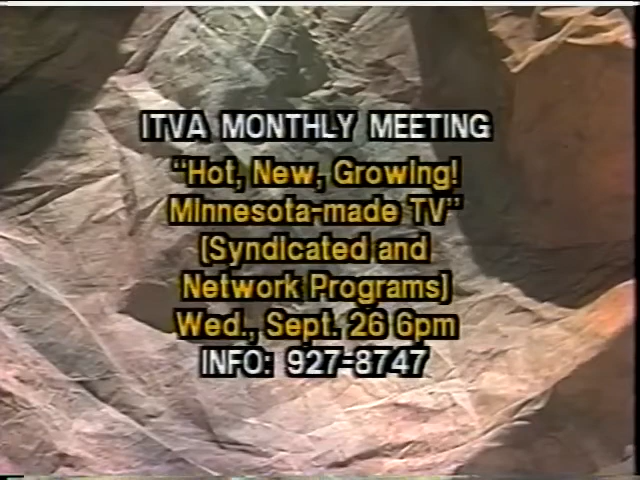 ITVA MONTHLY MEETING
“Hot, New, Growing!
Minnesota-made TV”
(Syndicated and
Network Programs)
Wed., Sept. 26 6pm
INFO: 927-8747